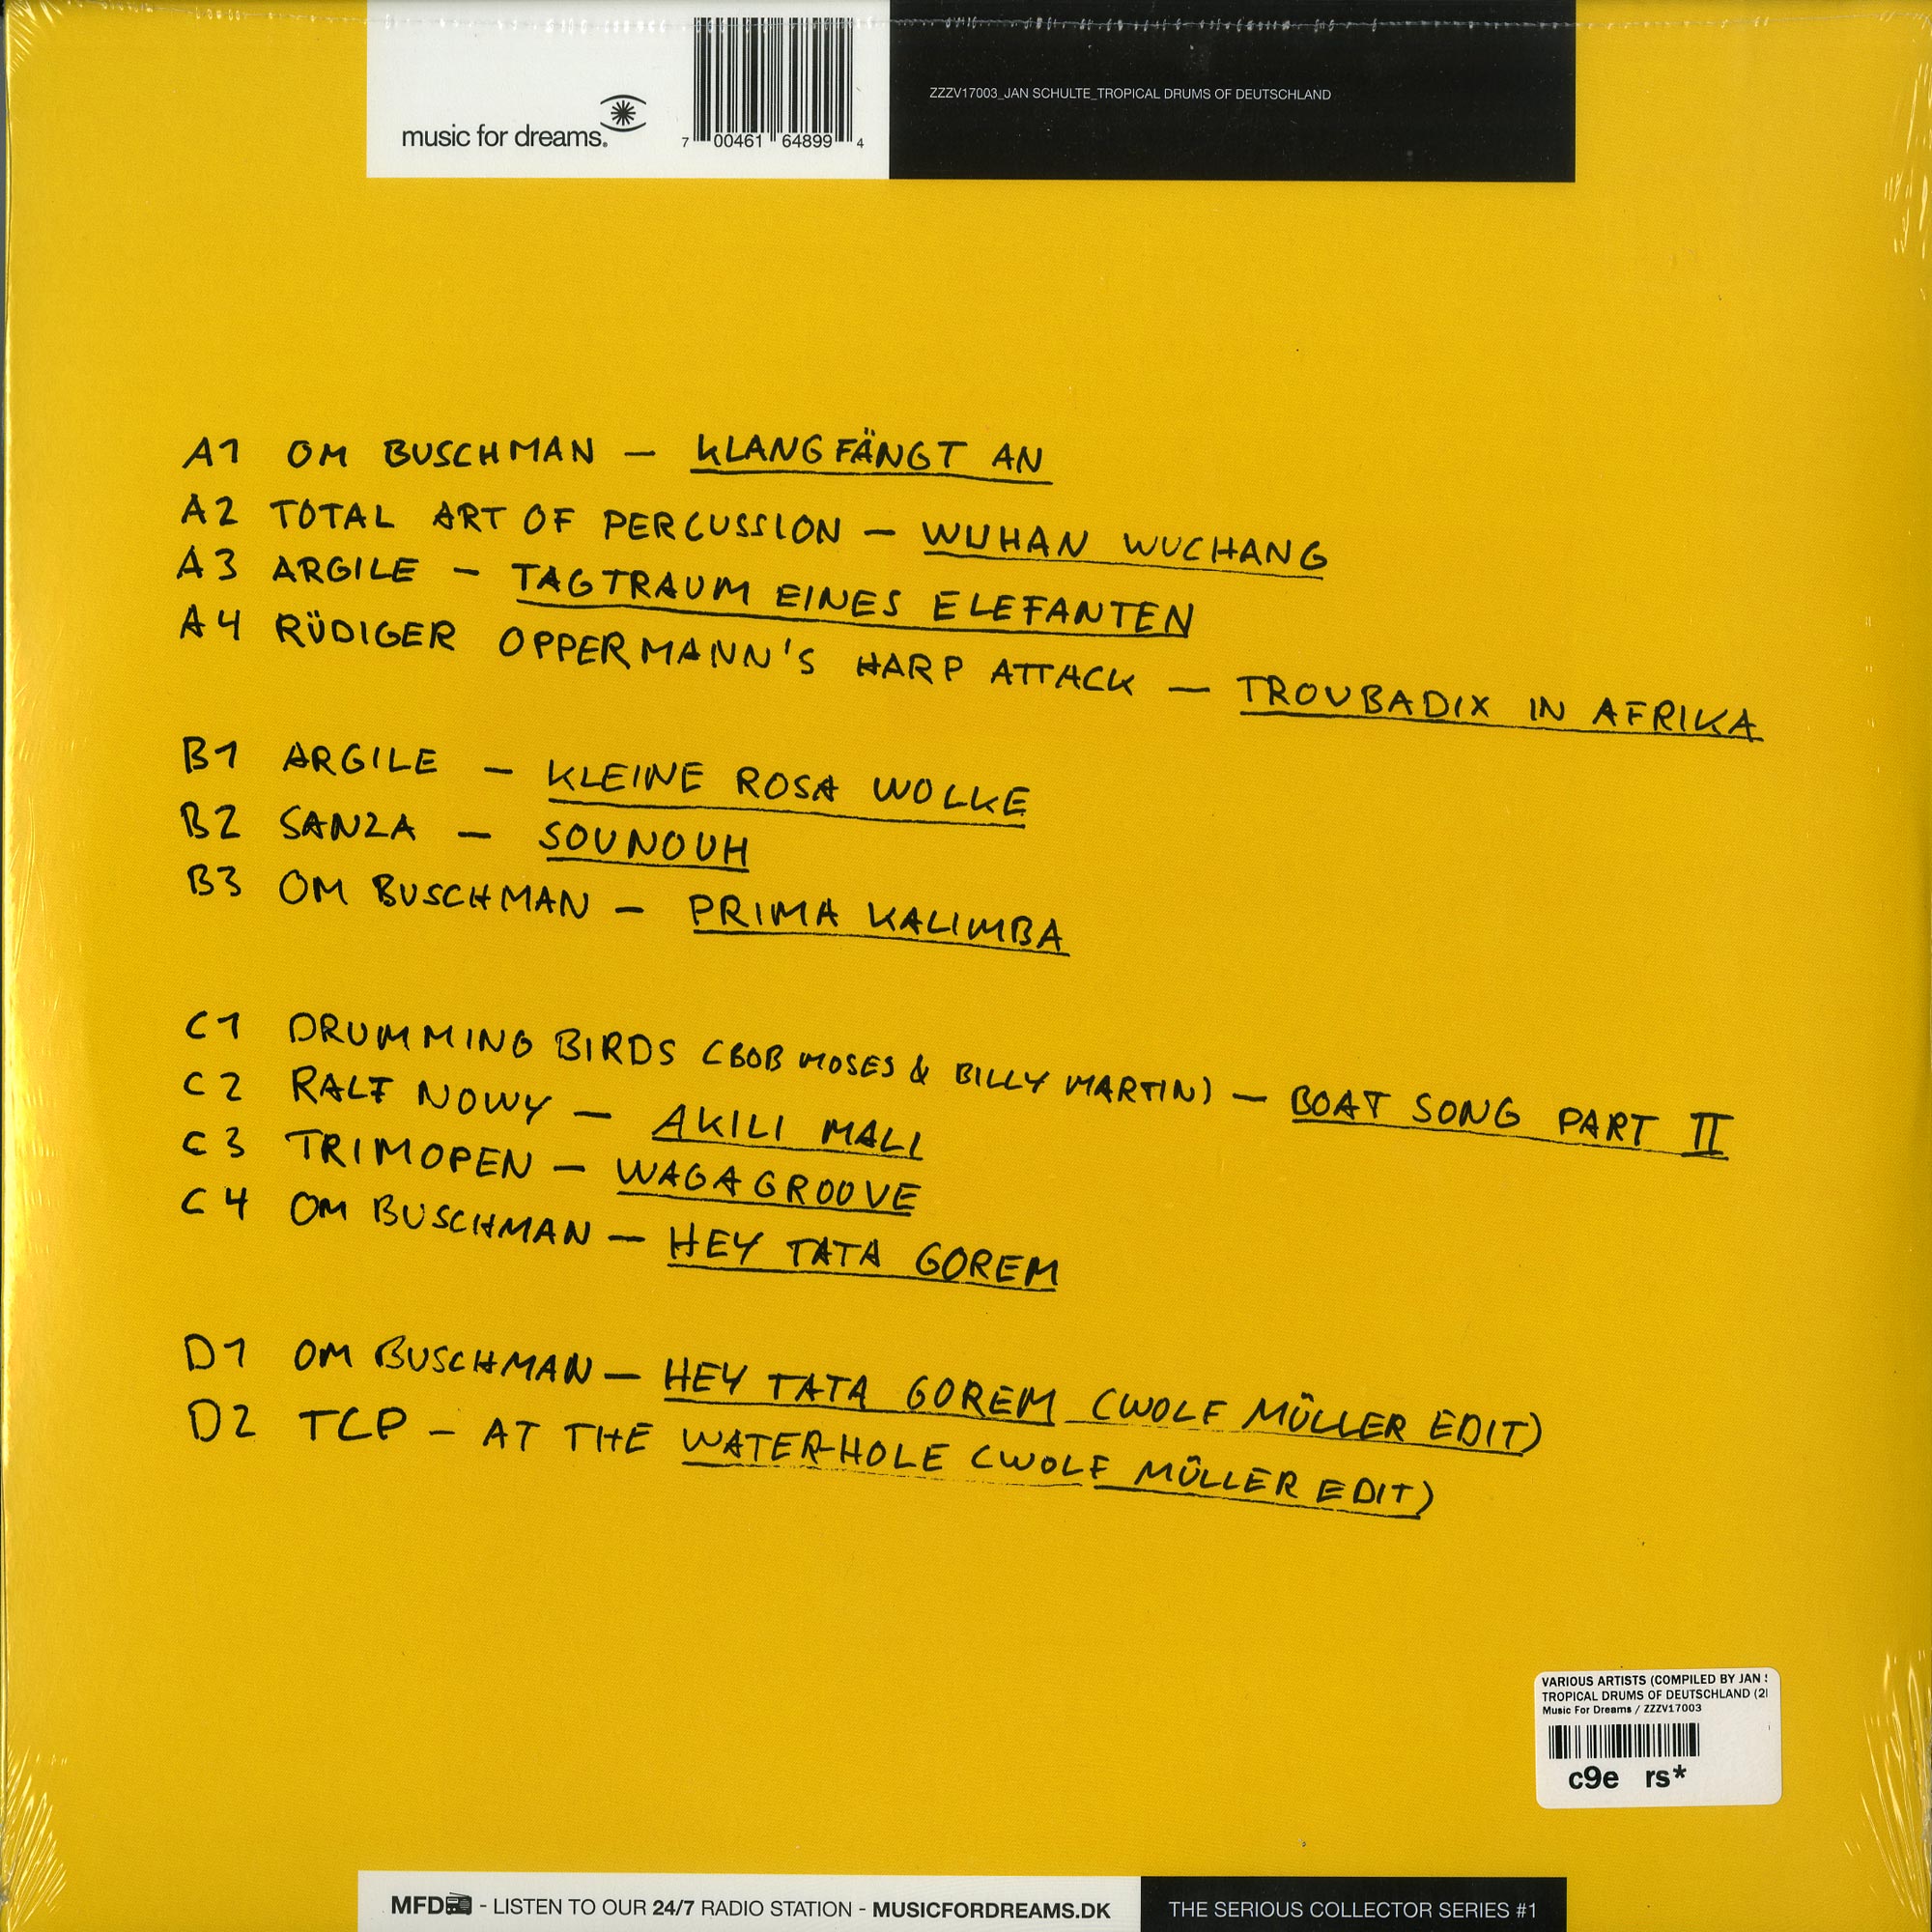 music for dreams.
7 00461 64899 4
ZZZV17003_JAN SCHULTE_TROPICAL DRUMS OF DEUTSCHLAND
A1 OM BUSCHMAN — KLANG FÄNGT AN
A2 TOTAL ART OF PERCUSSION — WUHAN WUCHANG
A3 ARGILE — TAGTRAUM EINES ELEFANTEN
A4 RÜDIGER OPPERMANN'S HARP ATTACK — TROUBADIX IN AFRIKA
B1 ARGILE — KLEINE ROSA WOLKE
B2 SANZA — SOUNOUH
B3 OM BUSCHMAN — PRIMA KALIMBA
C1 DRUMMING BIRDS (BOB MOSES & BILLY MARTIN) — BOAT SONG PART II
C2 RALF NOWY — AKILI MALI
C3 TRIMOPEN — WAGAGROOVE
C4 OM BUSCHMAN — HEY TATA GOREM
D1 OM BUSCHMAN — HEY TATA GOREM (WOLF MÜLLER EDIT)
D2 TCP — AT THE WATER-HOLE (WOLF MÜLLER EDIT)
VARIOUS ARTISTS (COMPILED BY JAN
TROPICAL DRUMS OF DEUTSCHLAND (2
Music For Dreams / ZZZV17003
c9e rs*
MFD - LISTEN TO OUR 24/7 RADIO STATION - MUSICFORDREAMS.DK
THE SERIOUS COLLECTOR SERIES #1